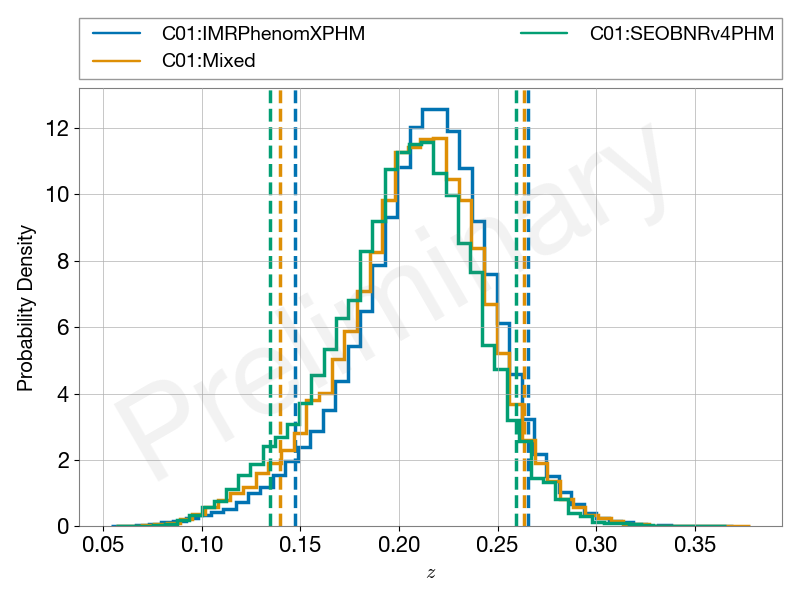 C01:IMRPhenomXPHM
C01:Mixed
C01:SEOBNRv4PHM
Preliminary
Probability Density
12
10
8
6
4
2
0
0.05 0.10 0.15 0.20 0.25 0.30 0.35
z